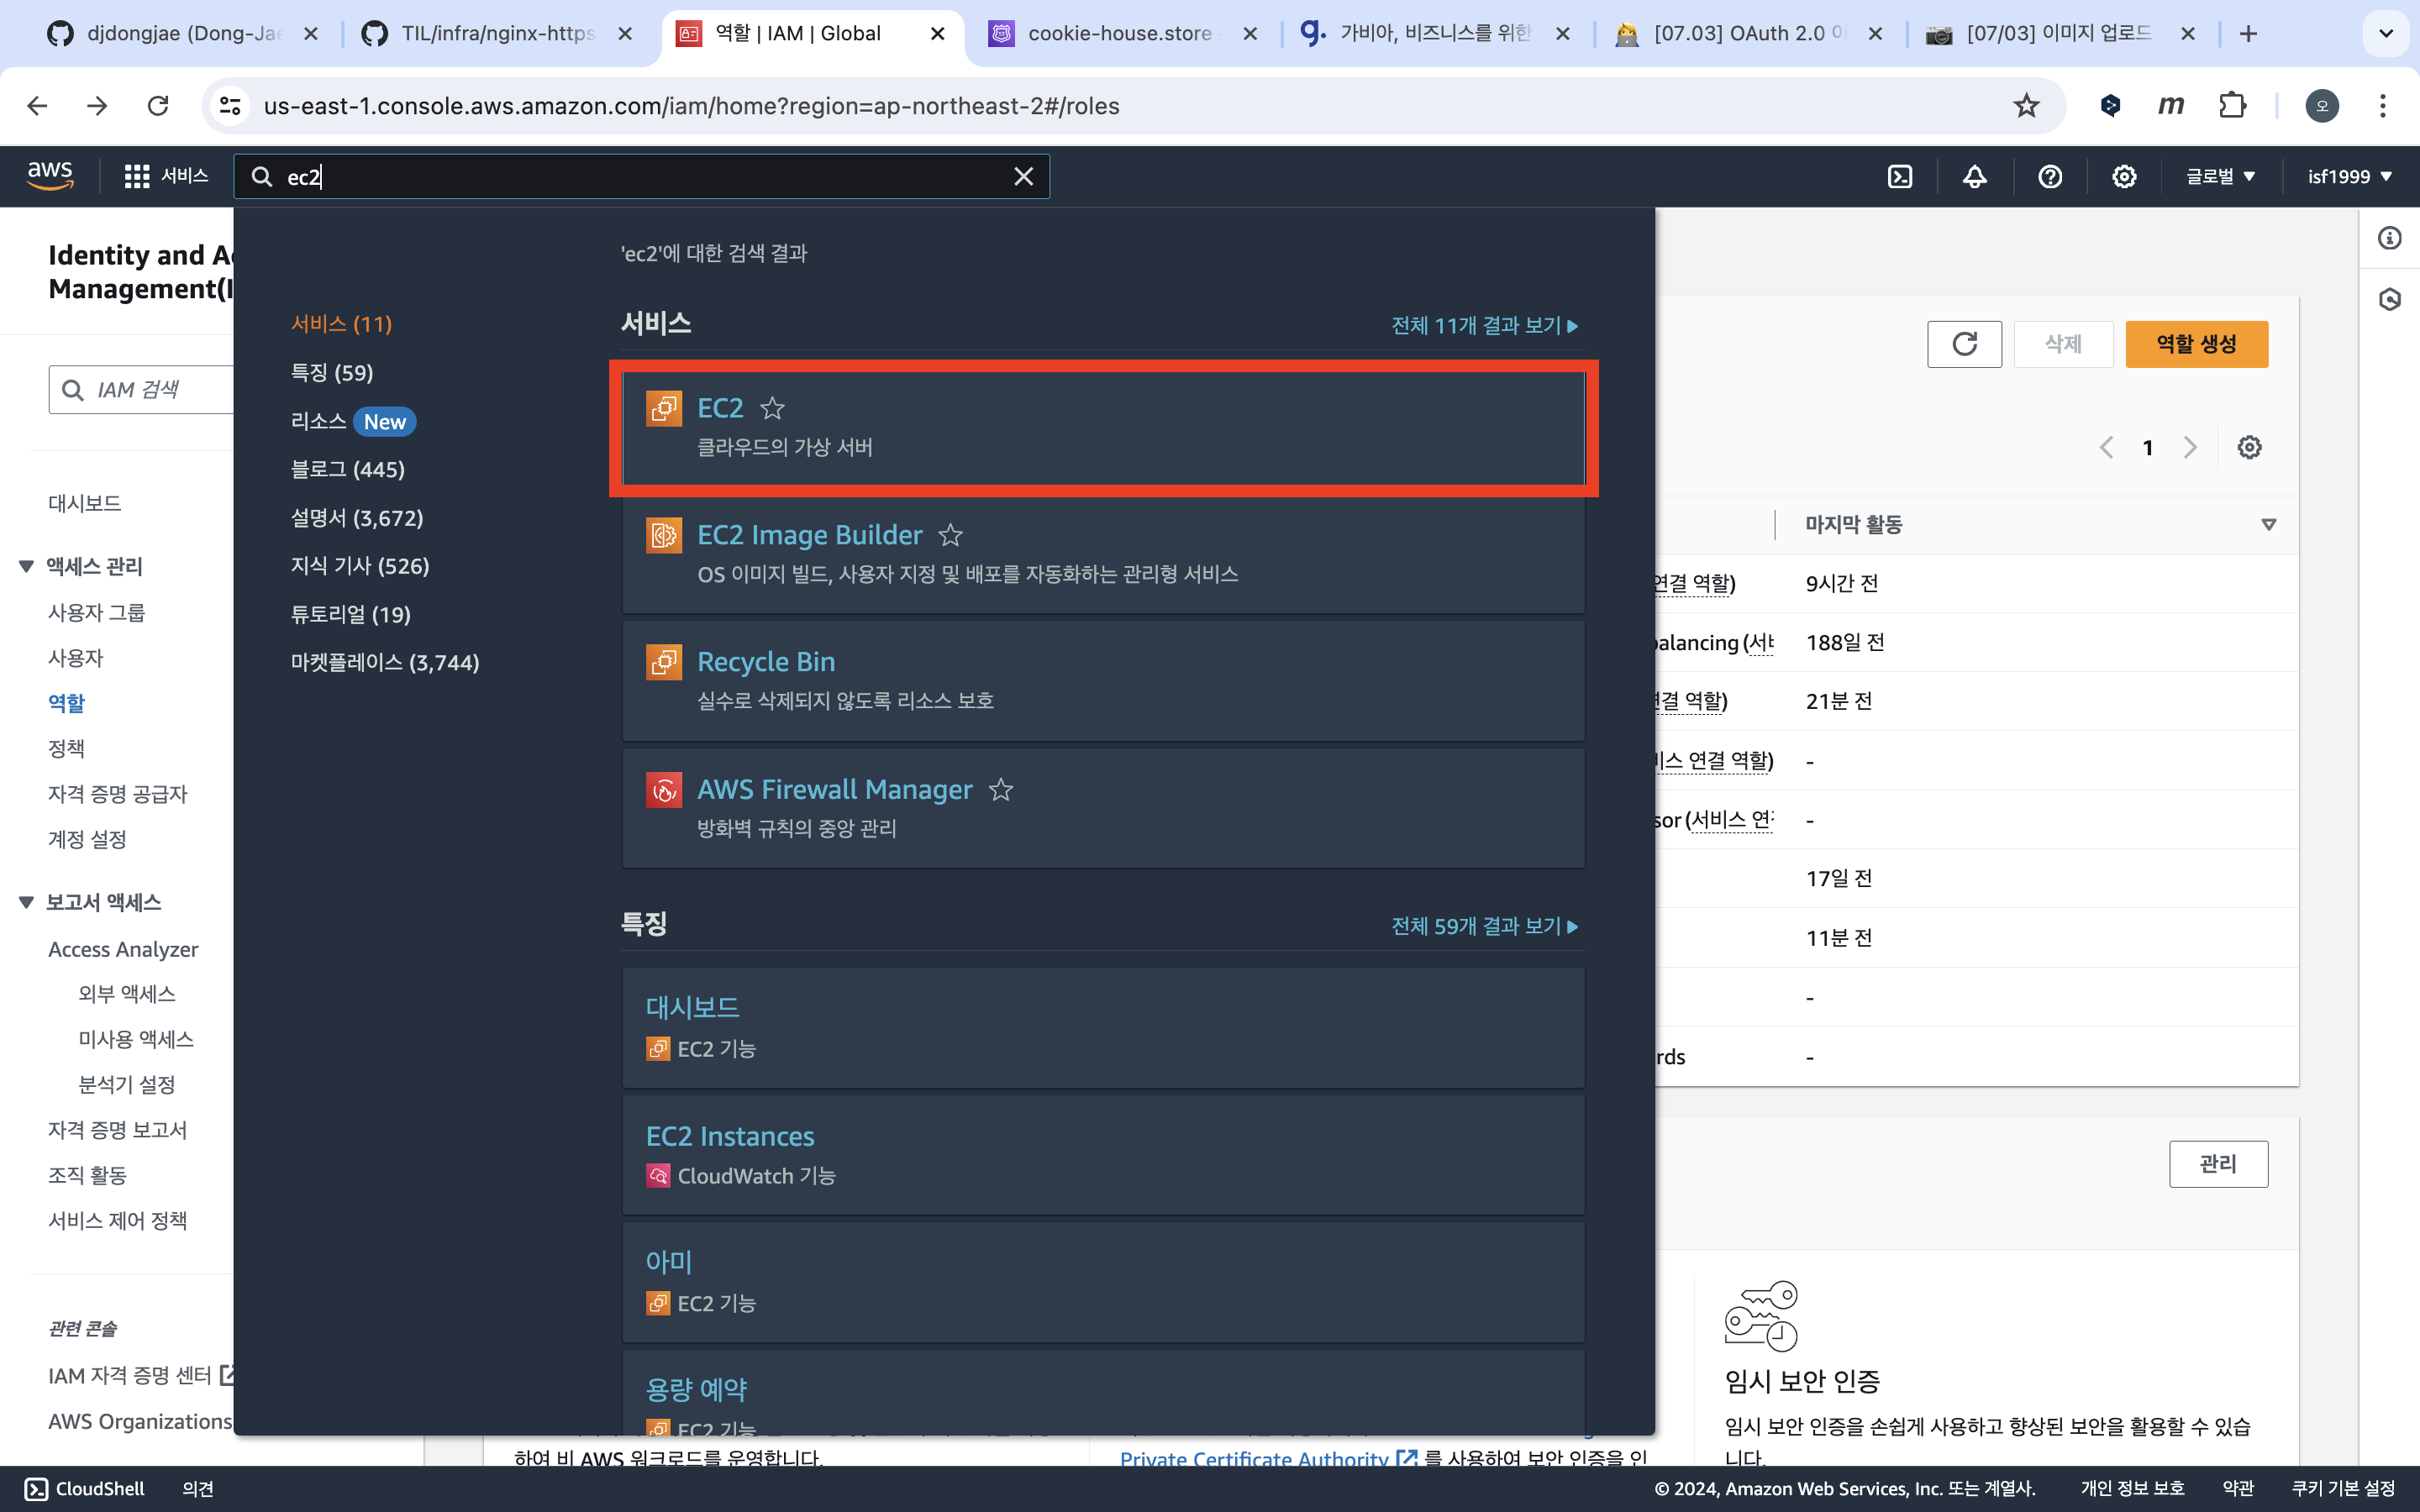 djdongjae (Dong-Jae
TIL/infra/nginx-https
역할 | IAM | Global
cookie-house.store
가비아, 비즈니스를 위한
[07.03] OAuth 2.0 이
[07/03] 이미지 업로드
us-east-1.console.aws.amazon.com/iam/home?region=ap-northeast-2#/roles
오
aws
서비스
ec2
글로벌
isf1999
Identity and Ac
Management(I
IAM 검색
대시보드
액세스 관리
사용자 그룹
사용자
역할
정책
자격 증명 공급자
계정 설정
보고서 액세스
Access Analyzer
외부 액세스
미사용 액세스
분석기 설정
자격 증명 보고서
조직 활동
서비스 제어 정책
관련 콘솔
IAM 자격 증명 센터
AWS Organizations
'ec2'에 대한 검색 결과
서비스 (11)
특징 (59)
리소스 New
블로그 (445)
설명서 (3,672)
지식 기사 (526)
튜토리얼 (19)
마켓플레이스 (3,744)
서비스
전체 11개 결과 보기
EC2
클라우드의 가상 서버
EC2 Image Builder
OS 이미지 빌드, 사용자 지정 및 배포를 자동화하는 관리형 서비스
Recycle Bin
실수로 삭제되지 않도록 리소스 보호
AWS Firewall Manager
방화벽 규칙의 중앙 관리
특징
전체 59개 결과 보기
대시보드
EC2 기능
EC2 Instances
CloudWatch 기능
아미
EC2 기능
용량 예약
EC2 기능
삭제
역할 생성
1
마지막 활동
연결 역할)
9시간 전
balancing (서비
188일 전
연결 역할)
21분 전
비스 연결 역할)
-
sor (서비스 연결
-
17일 전
11분 전
-
rds
-
관리
임시 보안 인증
임시 보안 인증을 손쉽게 사용하고 향상된 보안을 활용할 수 있습
니다.
하여 비 AWS 워크로드를 운영합니다.
Private Certificate Authority 를 사용하여 보안 인증을 인
CloudShell
의견
© 2024, Amazon Web Services, Inc. 또는 계열사.
개인 정보 보호
약관
쿠키 기본 설정